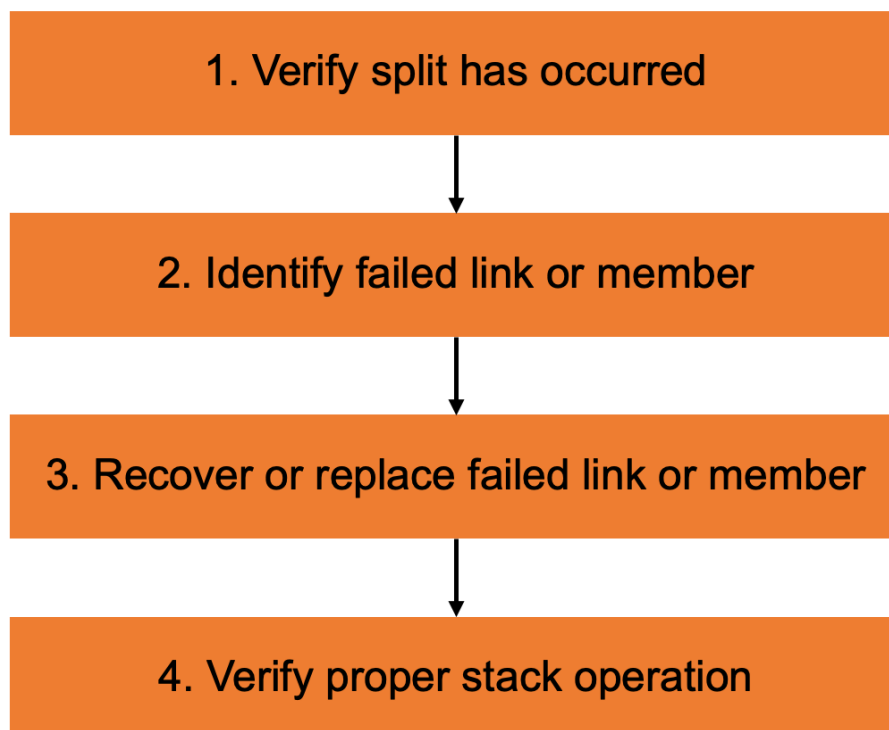 1. Verify split has occurred
2. Identify failed link or member
3. Recover or replace failed link or member
4. Verify proper stack operation